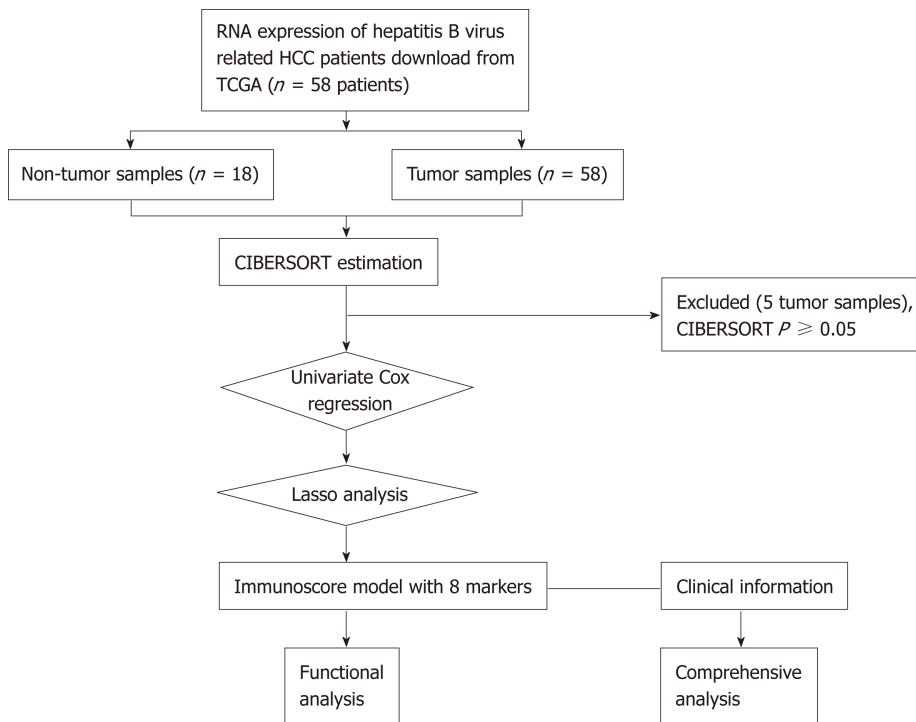 RNA expression of hepatitis B virus
related HCC patients download from
TCGA (n = 58 patients)
Non-tumor samples (n = 18)
Tumor samples (n = 58)
CIBERSORT estimation
Excluded (5 tumor samples),
CIBERSORT P ⩾ 0.05
Univariate Cox
regression
Lasso analysis
Immunoscore model with 8 markers
Clinical information
Functional
analysis
Comprehensive
analysis